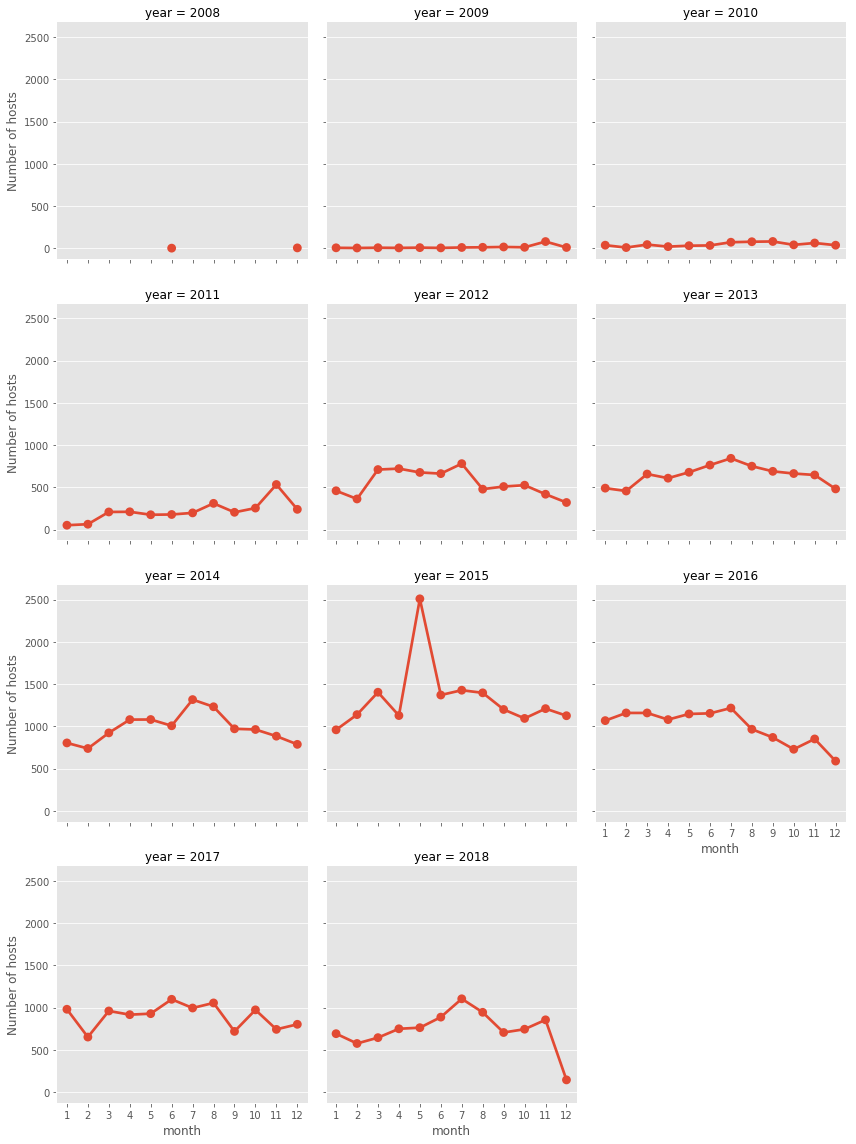 year = 2008
year = 2009
year = 2010
2500
2000
1500
1000
500
0
Number of hosts
year = 2011
year = 2012
year = 2013
2500
2000
1500
1000
500
0
Number of hosts
year = 2014
year = 2015
year = 2016
2500
2000
1500
1000
500
0
Number of hosts
1 2 3 4 5 6 7 8 9 10 11 12
month
year = 2017
year = 2018
2500
2000
1500
1000
500
0
Number of hosts
1 2 3 4 5 6 7 8 9 10 11 12
month
1 2 3 4 5 6 7 8 9 10 11 12
month